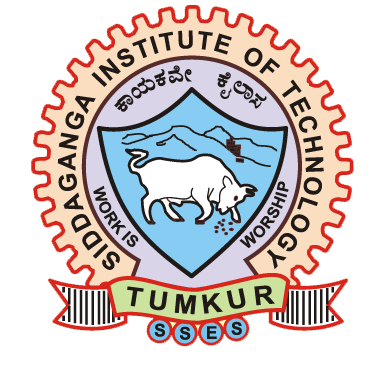 SIDDAGANGA INSTITUTE OF TECHNOLOGY
ಕಾಯಕವೇ ಕೈಲಾಸ
WORK IS WORSHIP
TUMKUR
SSES